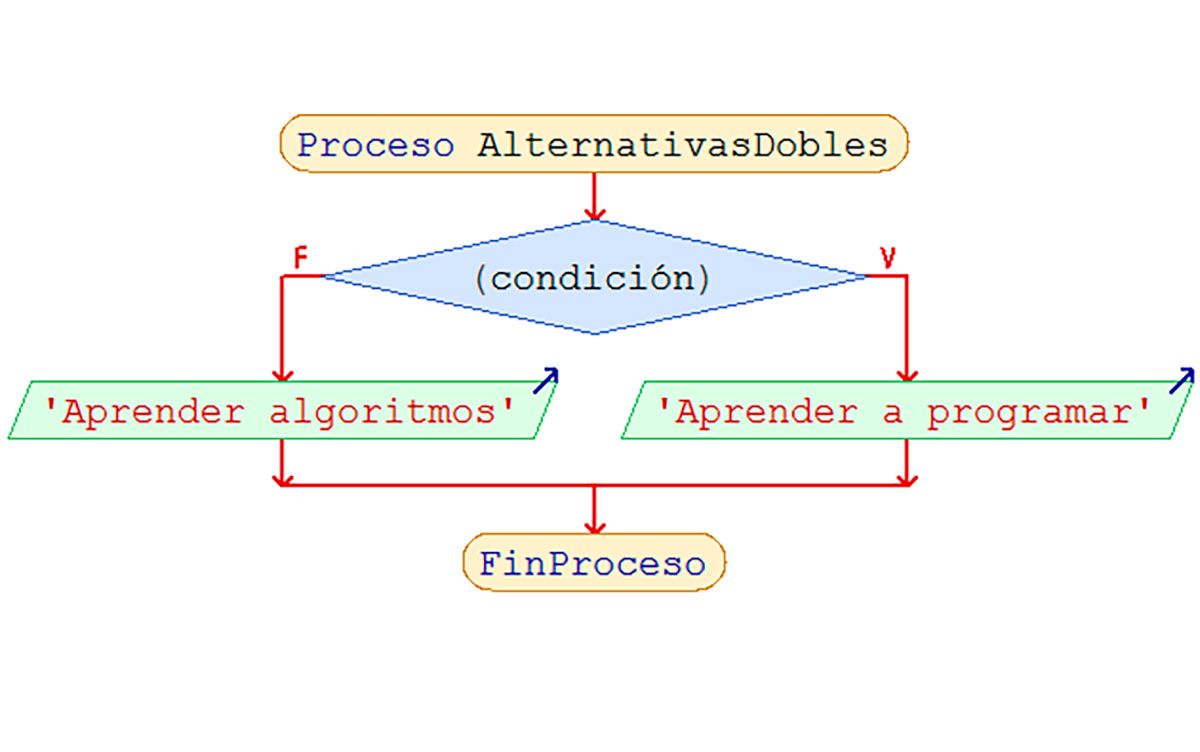 Proceso AlternativasDobles
F
V
(condición)
'Aprender algoritmos'
'Aprender a programar'
FinProceso